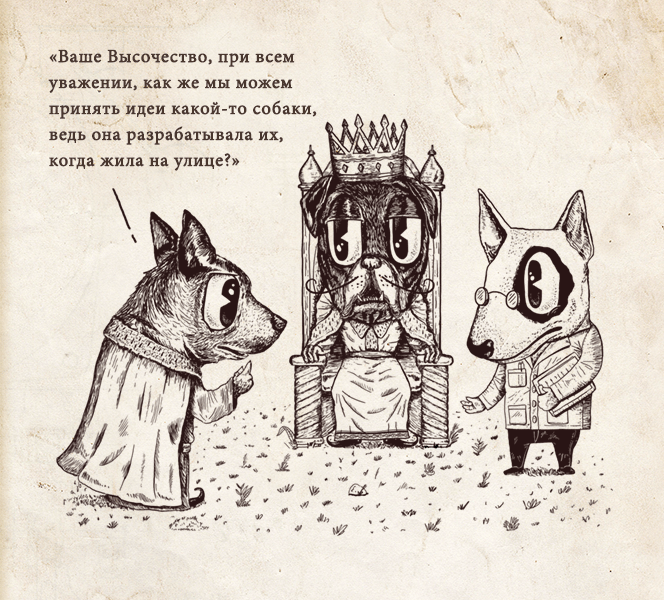 «Ваше Высочество, при всем
уважении, как же мы можем
принять идеи какой-то собаки,
ведь она разрабатывала их,
когда жила на улице?»